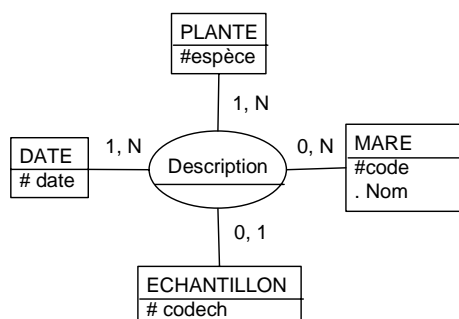 PLANTE
#espèce
1, N
1, N
0, N
DATE
# date
Description
MARE
#code
. Nom
0, 1
ECHANTILLON
# codech